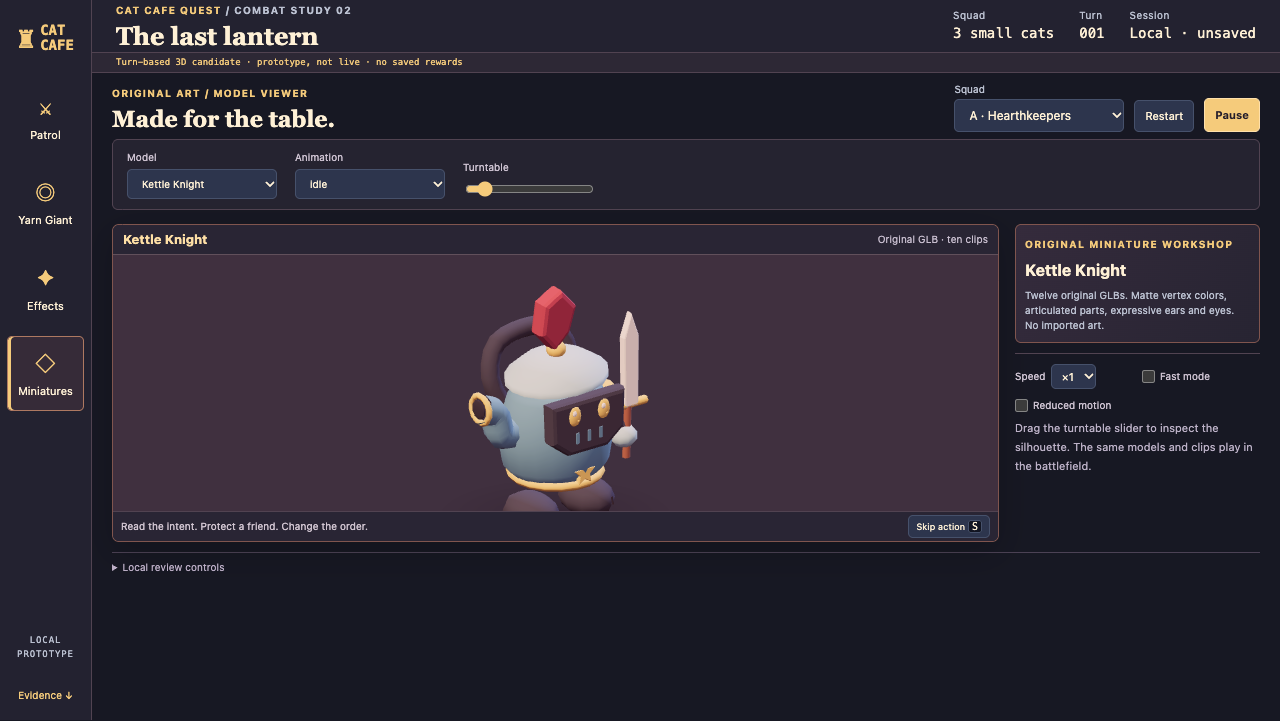 CAT
CAFE
Patrol
Yarn Giant
Effects
Miniatures
LOCAL
PROTOTYPE
Evidence ↓
CAT CAFE QUEST / COMBAT STUDY 02
The last lantern
Squad
3 small cats
Turn
001
Session
Local · unsaved
Turn-based 3D candidate · prototype, not live · no saved rewards
ORIGINAL ART / MODEL VIEWER
Made for the table.
Squad
A · Hearthkeepers
Restart
Pause
Model
Kettle Knight
Animation
idle
Turntable
Kettle Knight
Original GLB · ten clips
Read the intent. Protect a friend. Change the order.
Skip action S
ORIGINAL MINIATURE WORKSHOP
Kettle Knight
Twelve original GLBs. Matte vertex colors,
articulated parts, expressive ears and eyes.
No imported art.
Speed
×1
Fast mode
Reduced motion
Drag the turntable slider to inspect the
silhouette. The same models and clips play in
the battlefield.
Local review controls